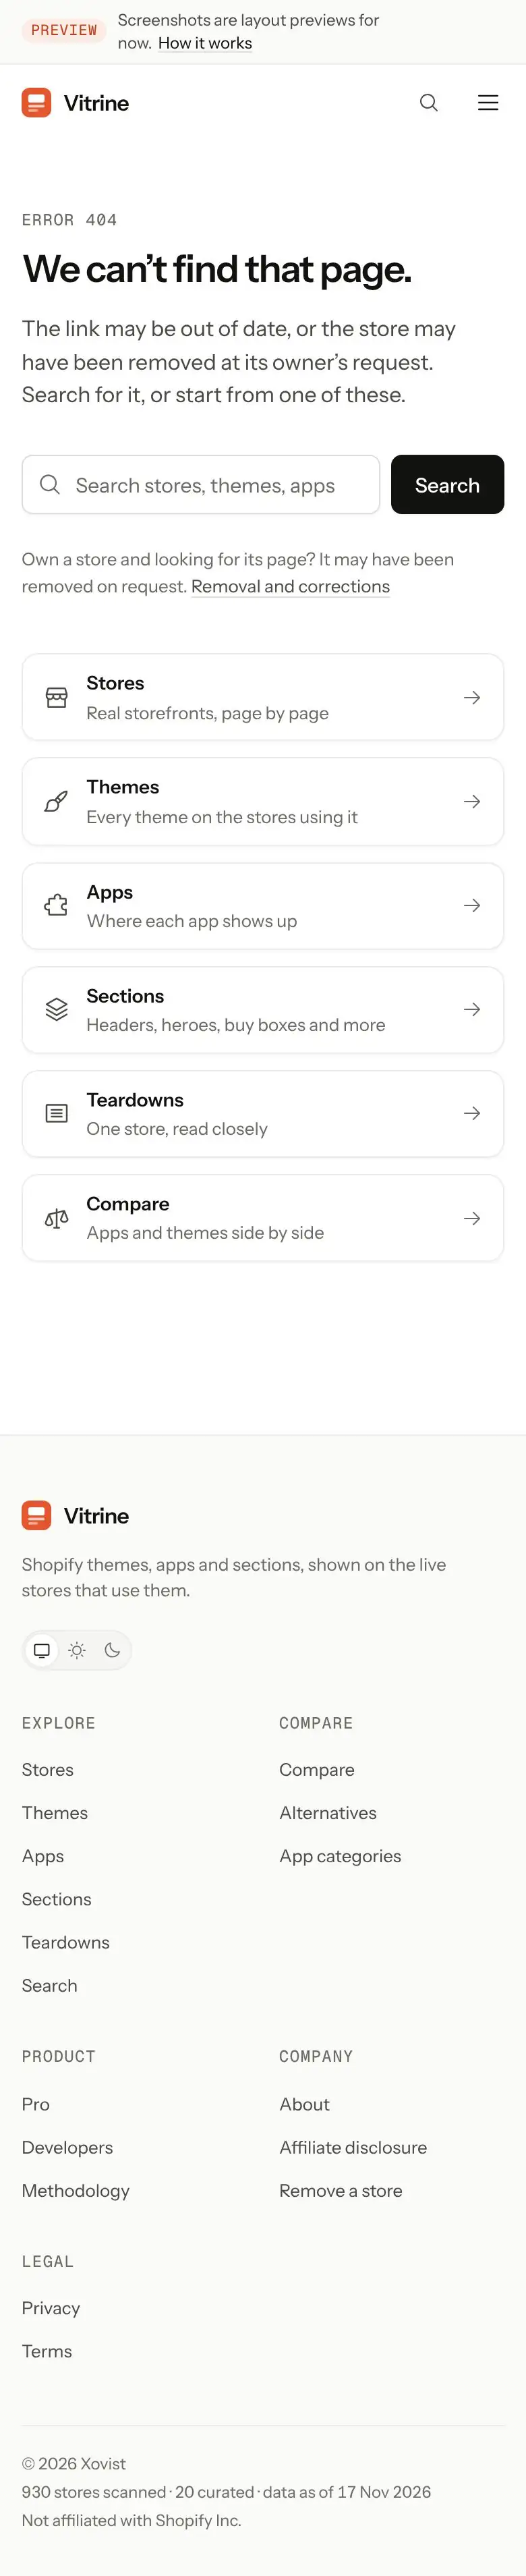 PREVIEW
Screenshots are layout previews for
now. How it works
Vitrine
ERROR 404
We can’t find that page.
The link may be out of date, or the store may
have been removed at its owner’s request.
Search for it, or start from one of these.
Search stores, themes, apps
Search
Own a store and looking for its page? It may have been
removed on request. Removal and corrections
Stores
Real storefronts, page by page
Themes
Every theme on the stores using it
Apps
Where each app shows up
Sections
Headers, heroes, buy boxes and more
Teardowns
One store, read closely
Compare
Apps and themes side by side
Vitrine
Shopify themes, apps and sections, shown on the live
stores that use them.
EXPLORE
Stores
Themes
Apps
Sections
Teardowns
Search
COMPARE
Compare
Alternatives
App categories
PRODUCT
Pro
Developers
Methodology
COMPANY
About
Affiliate disclosure
Remove a store
LEGAL
Privacy
Terms
© 2026 Xovist
930 stores scanned · 20 curated · data as of 17 Nov 2026
Not affiliated with Shopify Inc.